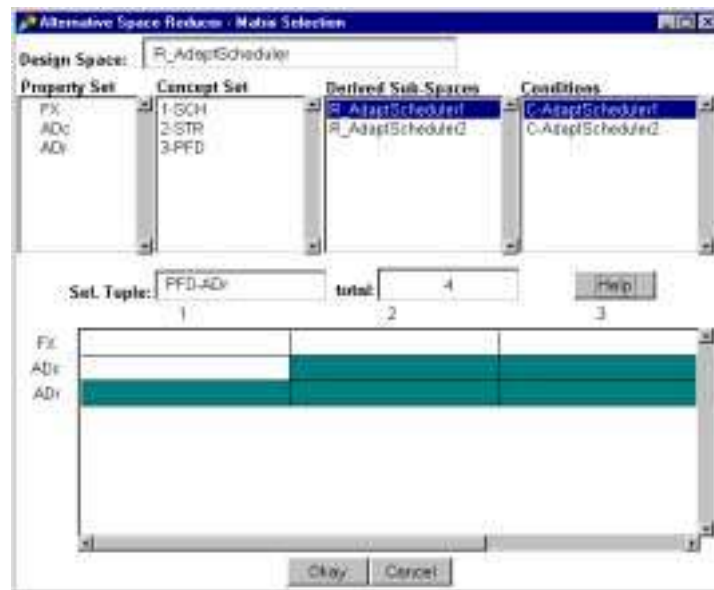 Alternative Space Reducer - Matrix Selection
Design Space: R_AdaptScheduler
Property Set Concept Set Derived Sub-Spaces Conditions
FX 1-SCH R_AdaptScheduler1 C-AdaptScheduler1
ADc 2-STR R_AdaptScheduler2 C-AdaptScheduler2
ADr 3-PFD
Sel. Tuple: PFD-ADr total: 4 Help
1 2 3
FX
ADc
ADr
Okay Cancel